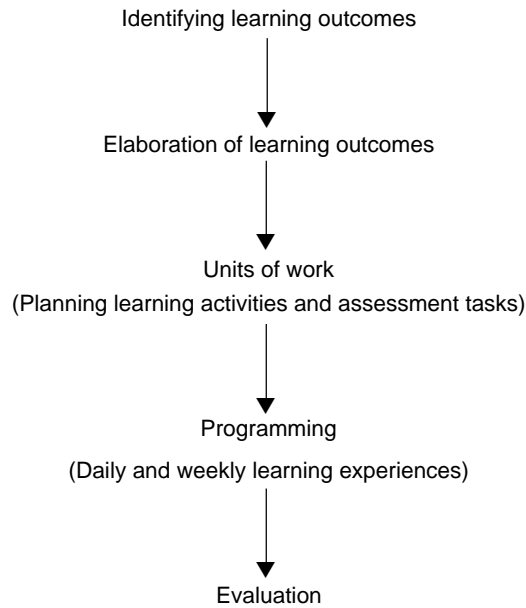 Identifying learning outcomes
Elaboration of learning outcomes
Units of work
(Planning learning activities and assessment tasks)
Programming
(Daily and weekly learning experiences)
Evaluation